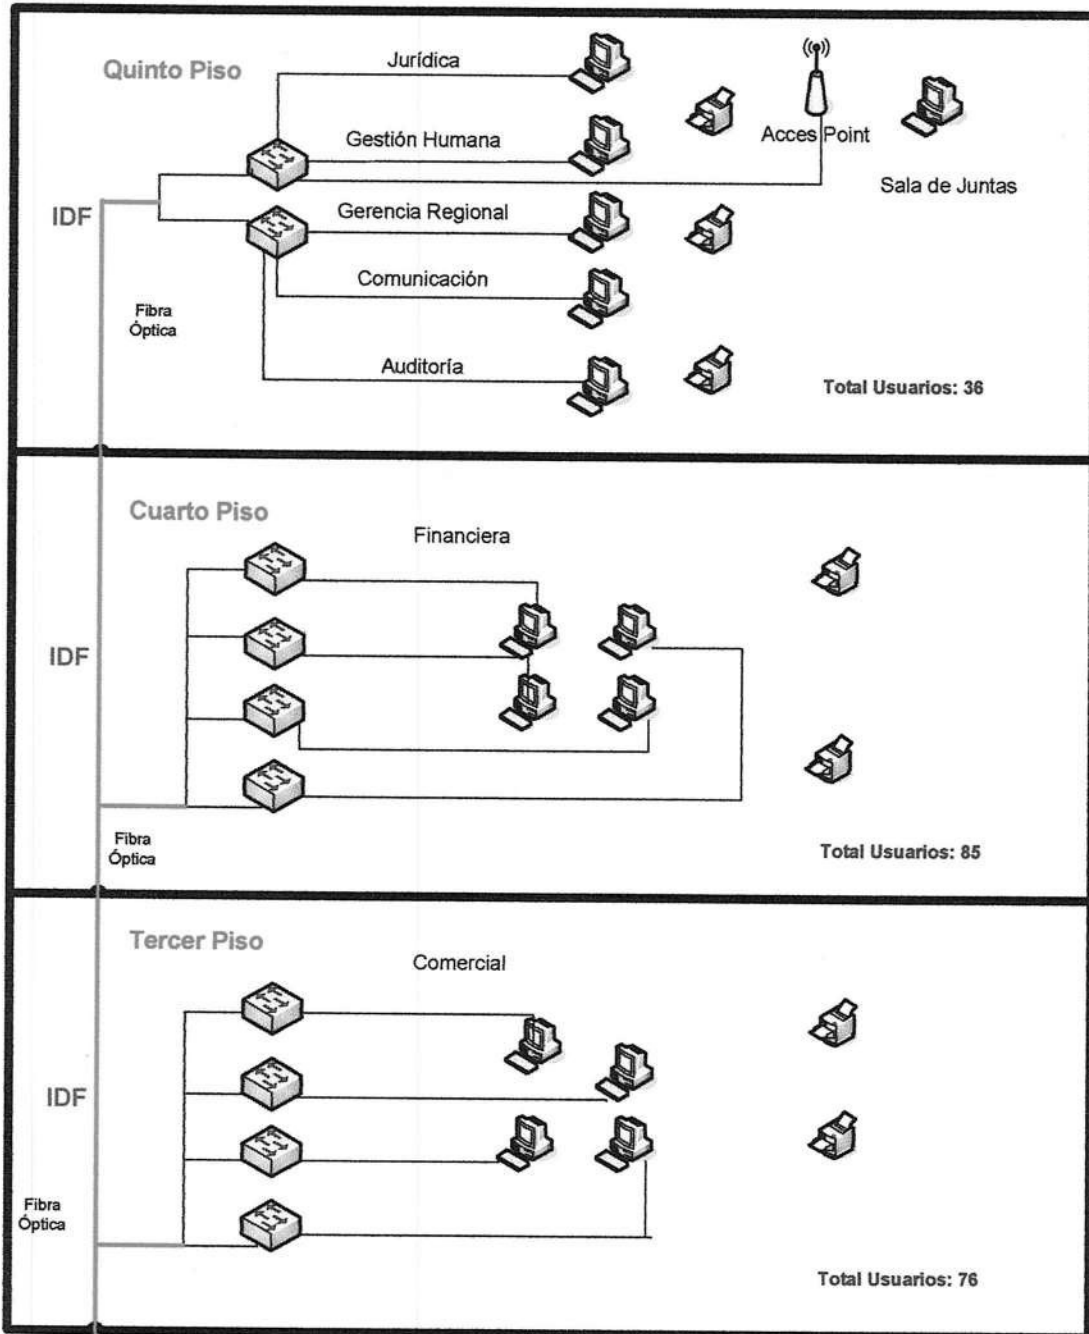 Quinto Piso
Jurídica
Gestión Humana
Acces Point
Sala de Juntas
IDF
Gerencia Regional
Comunicación
Fibra
Óptica
Auditoría
Total Usuarios: 36
Cuarto Piso
Financiera
IDF
Fibra
Óptica
Total Usuarios: 85
Tercer Piso
Comercial
IDF
Fibra
Óptica
Total Usuarios: 76